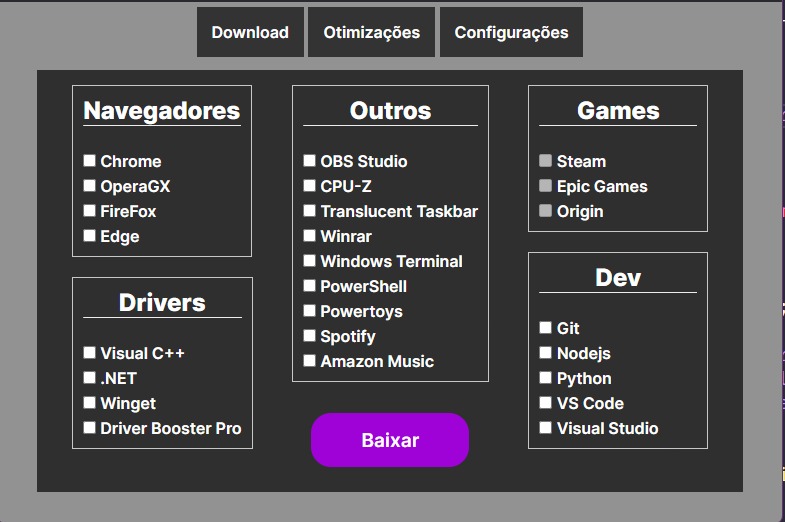 Download Otimizações Configurações
Navegadores
Chrome
OperaGX
FireFox
Edge
Drivers
Visual C++
.NET
Winget
Driver Booster Pro
Outros
OBS Studio
CPU-Z
Translucent Taskbar
Winrar
Windows Terminal
PowerShell
Powertoys
Spotify
Amazon Music
Baixar
Games
Steam
Epic Games
Origin
Dev
Git
Nodejs
Python
VS Code
Visual Studio